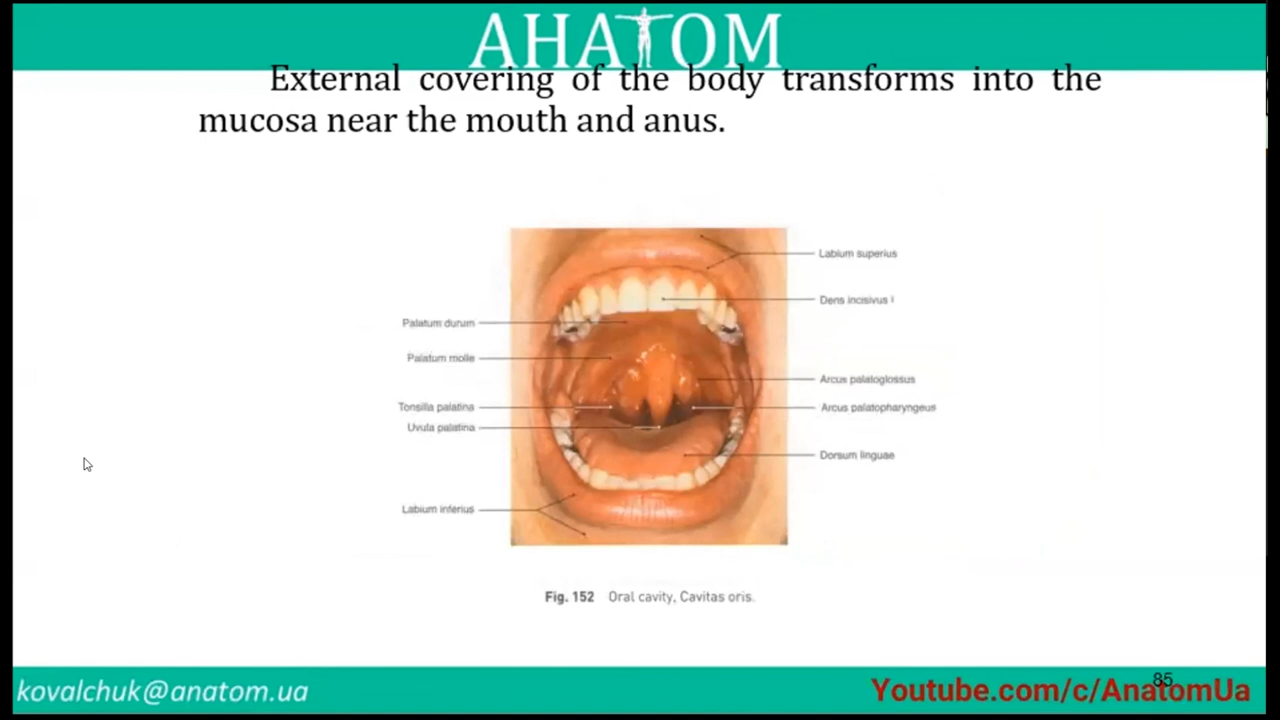 АНАТОМ
External covering of the body transforms into the
mucosa near the mouth and anus.
Labium superius
Dens incisivus I
Palatum durum
Palatum molle
Arcus palatoglossus
Tonsilla palatina
Arcus palatopharyngeus
Uvula palatina
Dorsum linguae
Labium inferius
Fig. 152 Oral cavity, Cavitas oris.
kovalchuk@anatom.ua
Youtube.com/c/AnatomUa
85